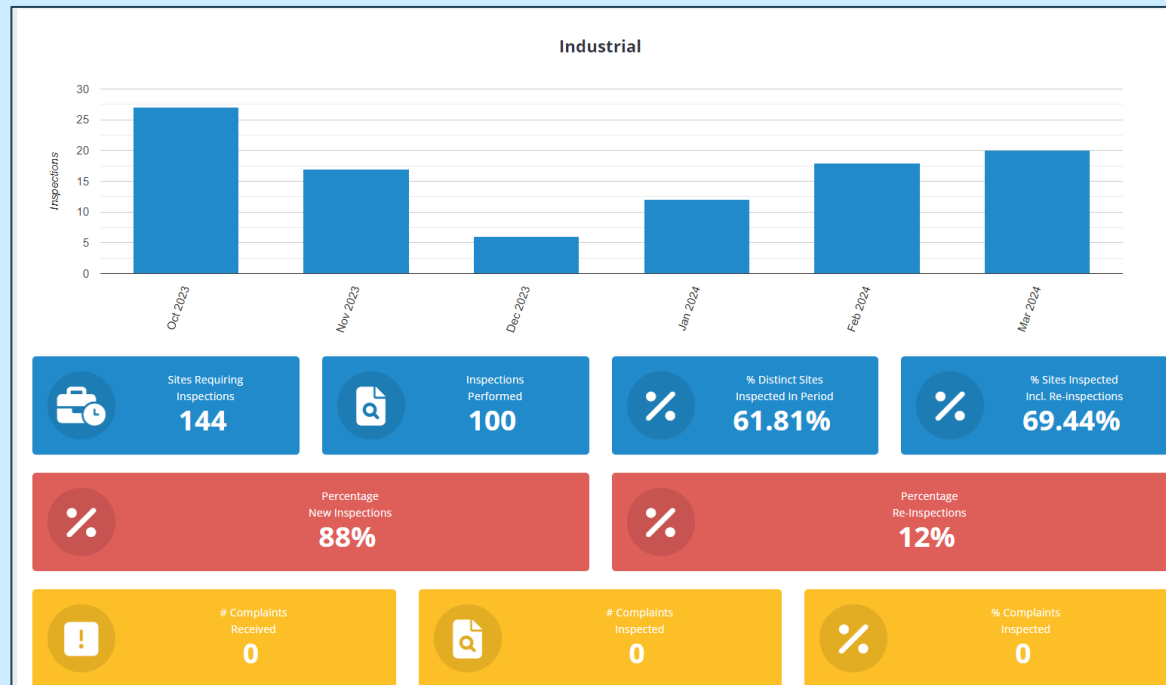 Industrial
30
25
20
15
10
5
0
Inspections
Oct 2023
Nov 2023
Dec 2023
Jan 2024
Feb 2024
Mar 2024
Sites Requiring
Inspections
144
Inspections
Performed
100
% Distinct Sites
Inspected In Period
61.81%
% Sites Inspected
Incl. Re-inspections
69.44%
Percentage
New Inspections
88%
Percentage
Re-Inspections
12%
# Complaints
Received
0
# Complaints
Inspected
0
% Complaints
Inspected
0